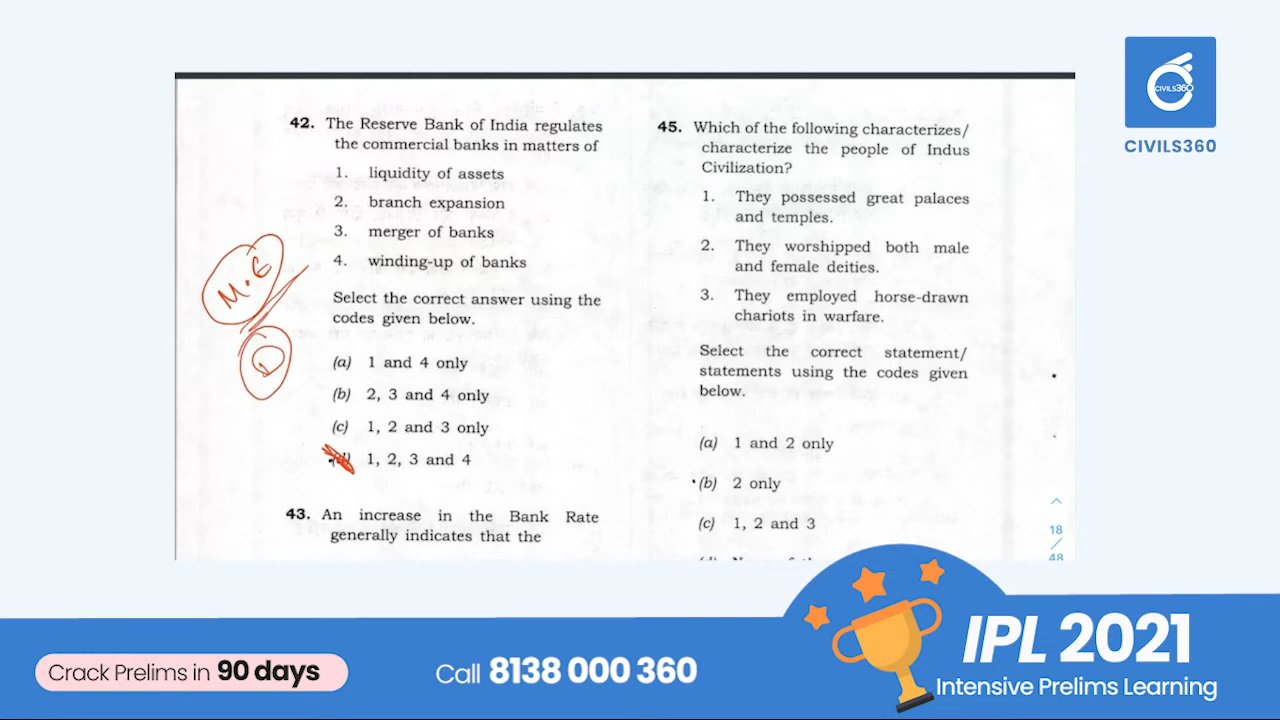 CIVILS360
CIVILS360
42. The Reserve Bank of India regulates
the commercial banks in matters of
1. liquidity of assets
2. branch expansion
3. merger of banks
4. winding-up of banks
Select the correct answer using the
codes given below.
(a) 1 and 4 only
(b) 2, 3 and 4 only
(c) 1, 2 and 3 only
1, 2, 3 and 4
43. An increase in the Bank Rate
generally indicates that the
M.E
D
45. Which of the following characterizes/
characterize the people of Indus
Civilization?
1. They possessed great palaces
and temples.
2. They worshipped both male
and female deities.
3. They employed horse-drawn
chariots in warfare.
Select the correct statement/
statements using the codes given
below.
(a) 1 and 2 only
(b) 2 only
(c) 1, 2 and 3
18
/
48
Crack Prelims in 90 days
Call 8138 000 360
IPL 2021
Intensive Prelims Learning